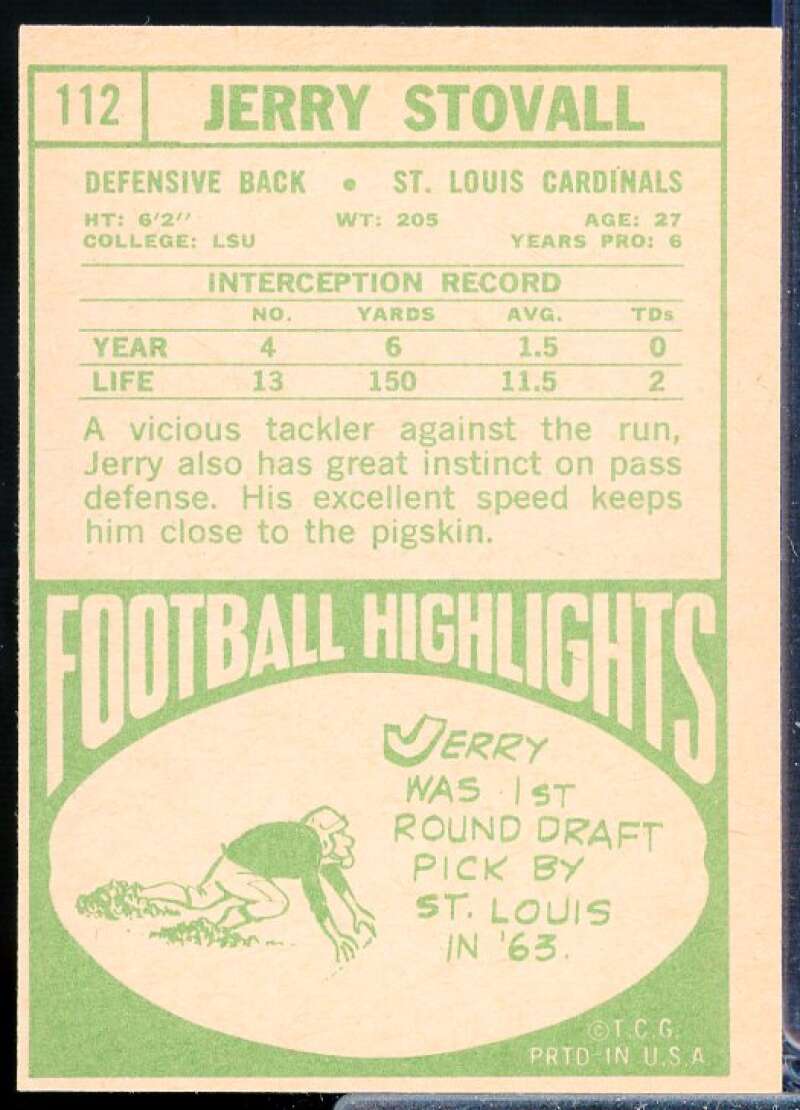 112 JERRY STOVALL
DEFENSIVE BACK • ST. LOUIS CARDINALS
HT: 6'2" WT: 205 AGE: 27
COLLEGE: LSU YEARS PRO: 6
INTERCEPTION RECORD
NO. YARDS AVG. TDs
YEAR 4 6 1.5 0
LIFE 13 150 11.5 2
A vicious tackler against the run,
Jerry also has great instinct on pass
defense. His excellent speed keeps
him close to the pigskin.
FOOTBALL HIGHLIGHTS
JERRY
WAS 1ST
ROUND DRAFT
PICK BY
ST. LOUIS
IN '63.
©T.C.G.
PRTD-IN U.S.A